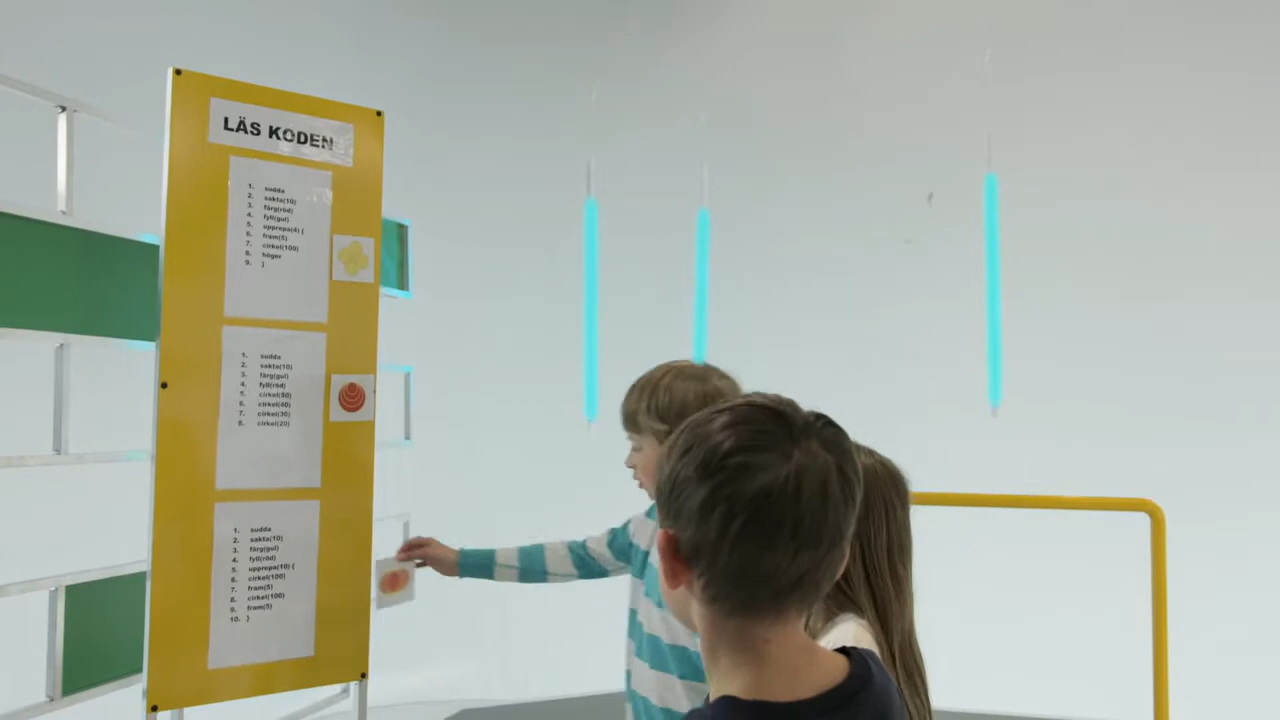 LÄS KODEN
1. sudda
2. sakta(10)
3. färg(röd)
4. fyll(gul)
5. upprepa(4) {
6. fram(5)
7. cirkel(100)
8. höger
9. }
1. sudda
2. sakta(10)
3. färg(gul)
4. fyll(röd)
5. cirkel(50)
6. cirkel(40)
7. cirkel(30)
8. cirkel(20)
1. sudda
2. sakta(10)
3. färg(gul)
4. fyll(röd)
5. upprepa(10) {
6. cirkel(100)
7. fram(5)
8. cirkel(100)
9. fram(5)
10. }